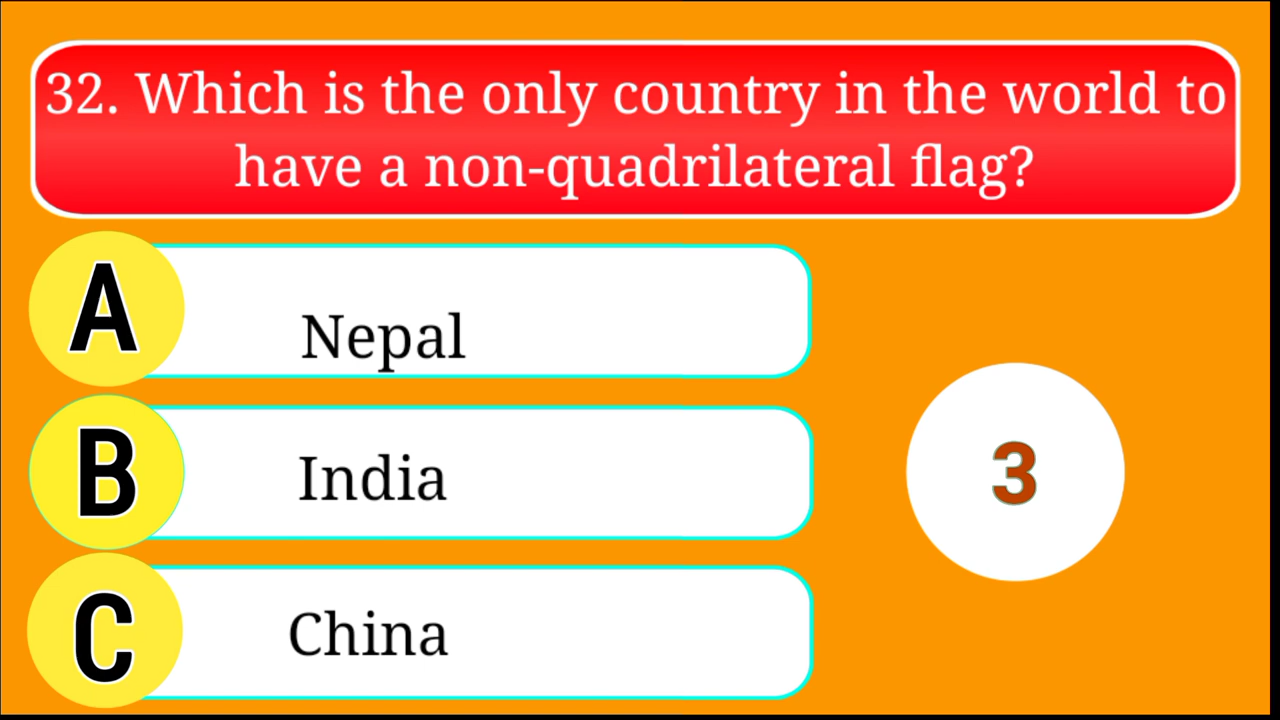 32. Which is the only country in the world to
have a non-quadrilateral flag?
A
Nepal
B
India
3
C
China